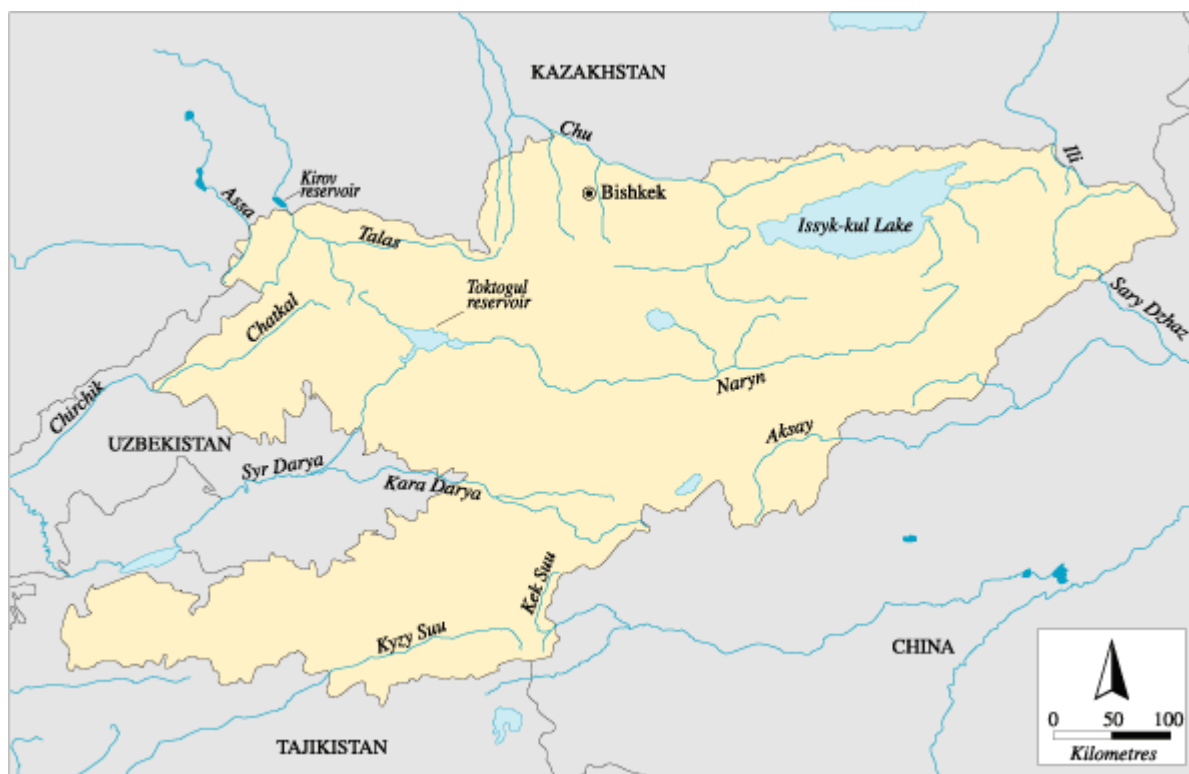 KAZAKHSTAN
Chu
Ili
Kirov
reservoir
Bishkek
Assa
Issyk-kul Lake
Talas
Toktogul
reservoir
Sary Dzhaz
Chatkal
Naryn
Chirchik
Aksay
UZBEKISTAN
Syr Darya
Kara Darya
Kek Suu
Kyzy Suu
CHINA
TAJIKISTAN
0 50 100
Kilometres